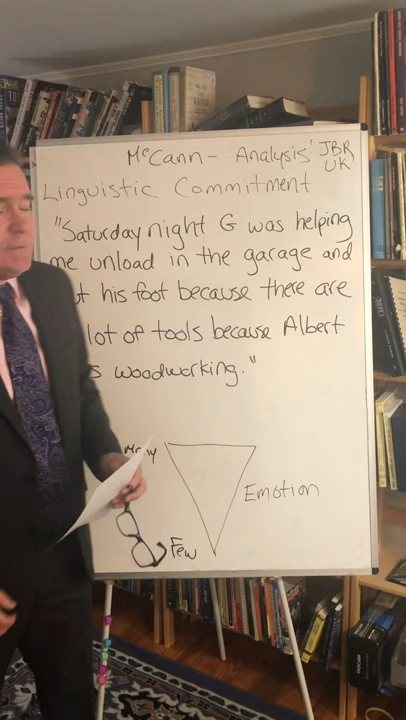 McCann - Analysis' JBR,
UK
Linguistic Commitment
"Saturday night G was helping
me unload in the garage and
his foot because there are
lot of tools because Albert
woodworking."
Many
Emotion
Few